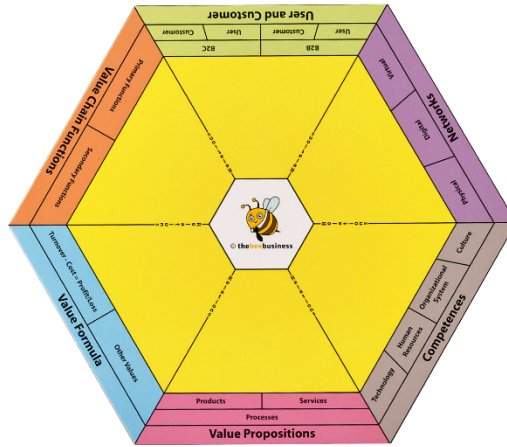 User and Customer
User
Customer
User
Customer
B2C
B2B
Value Chain Functions
Primary Functions
Secondary Functions
Networks
Virtual
Digital
Physical
© thebeebusiness
Value Formula
Turnover - Cost = Profit/Loss
Other Values
Competences
Culture
Organizational
System
Human
Resources
Technology
Products
Services
Processes
Value Propositions